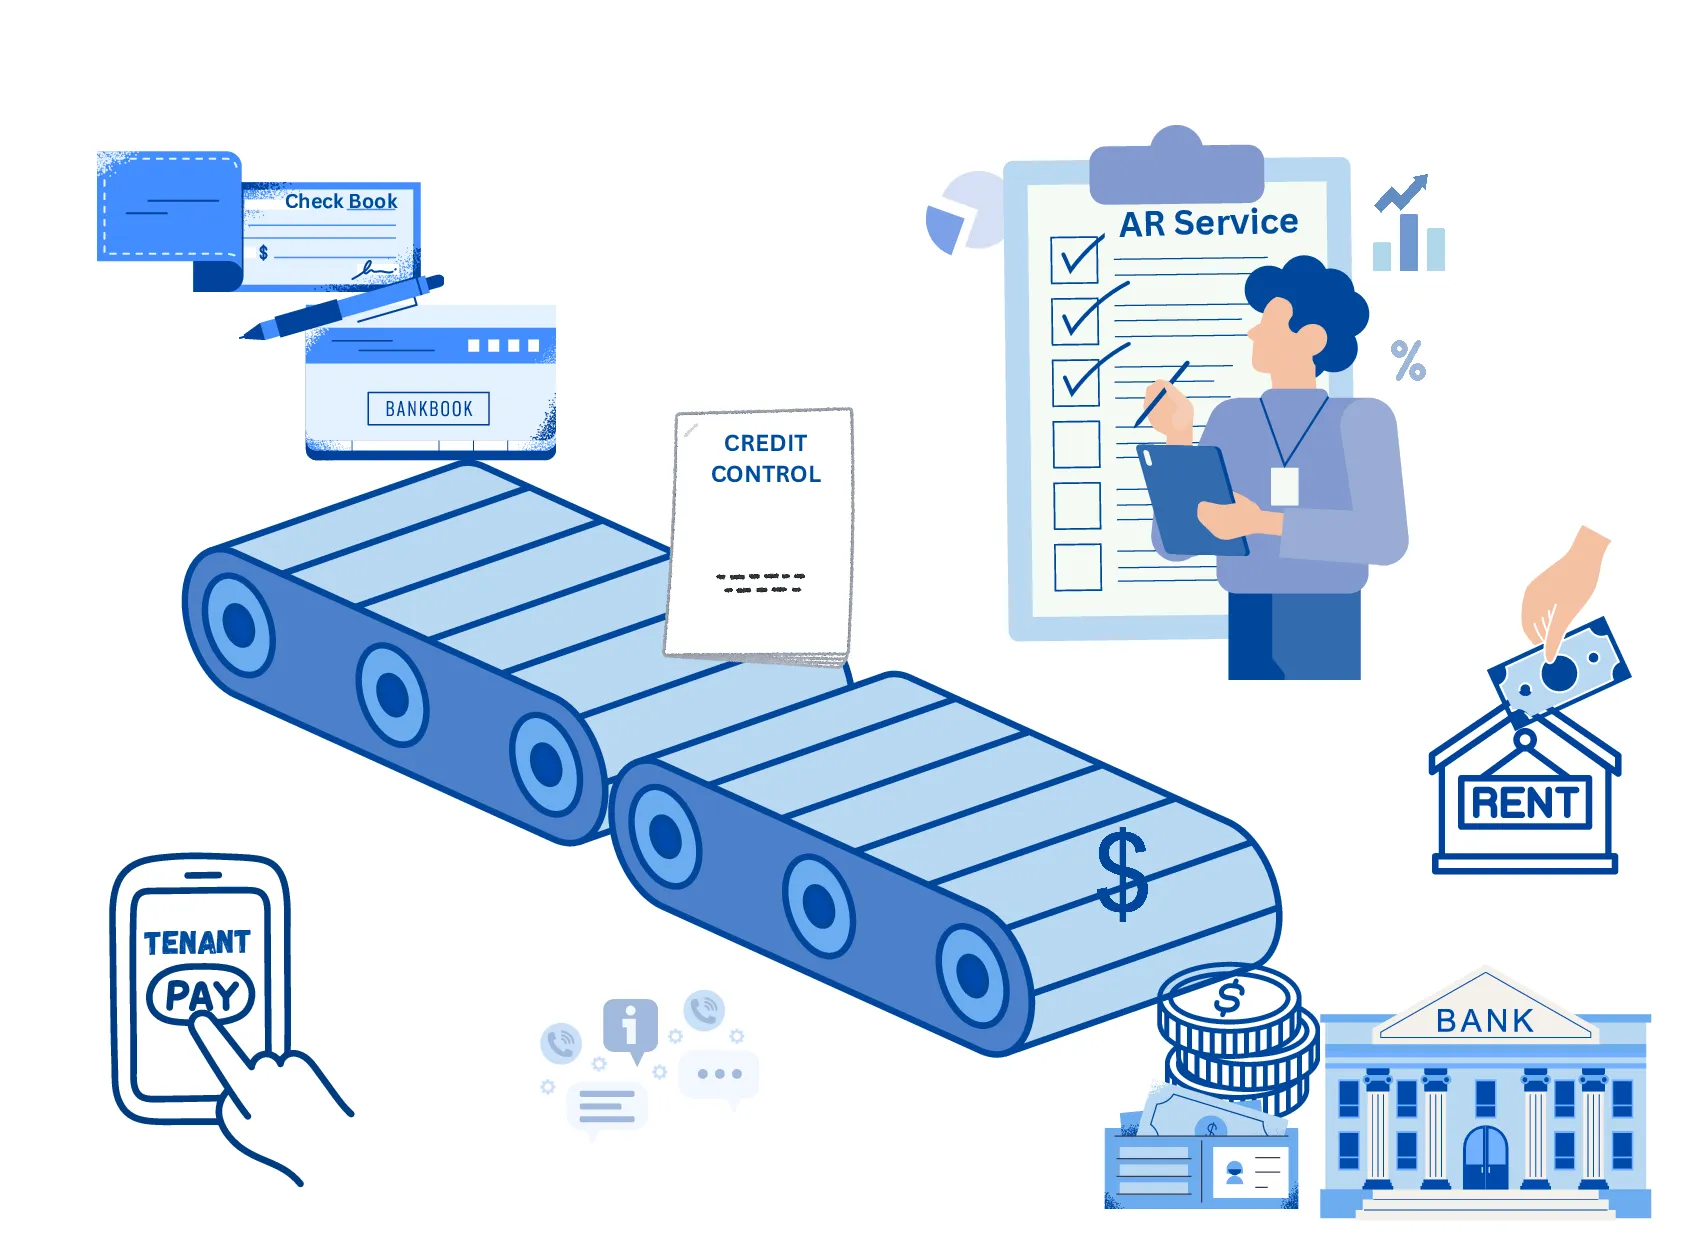 Check Book
$
BANKBOOK
CREDIT
CONTROL
AR Service
%
RENT
TENANT
PAY
i
$
$
$
BANK